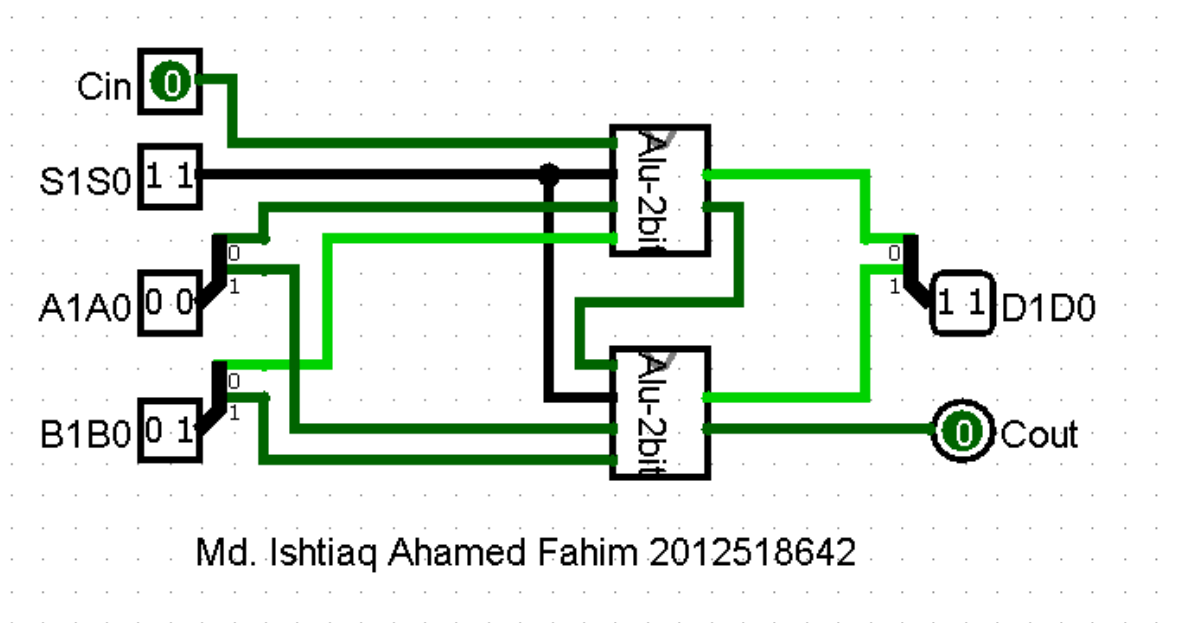 Cin 0
S1S0 1 1
Alu-2bit
0
1
A1A0 0 0
0
1
1 1 D1D0
0
1
B1B0 0 1
Alu-2bit
0 Cout
Md. Ishtiaq Ahamed Fahim 2012518642